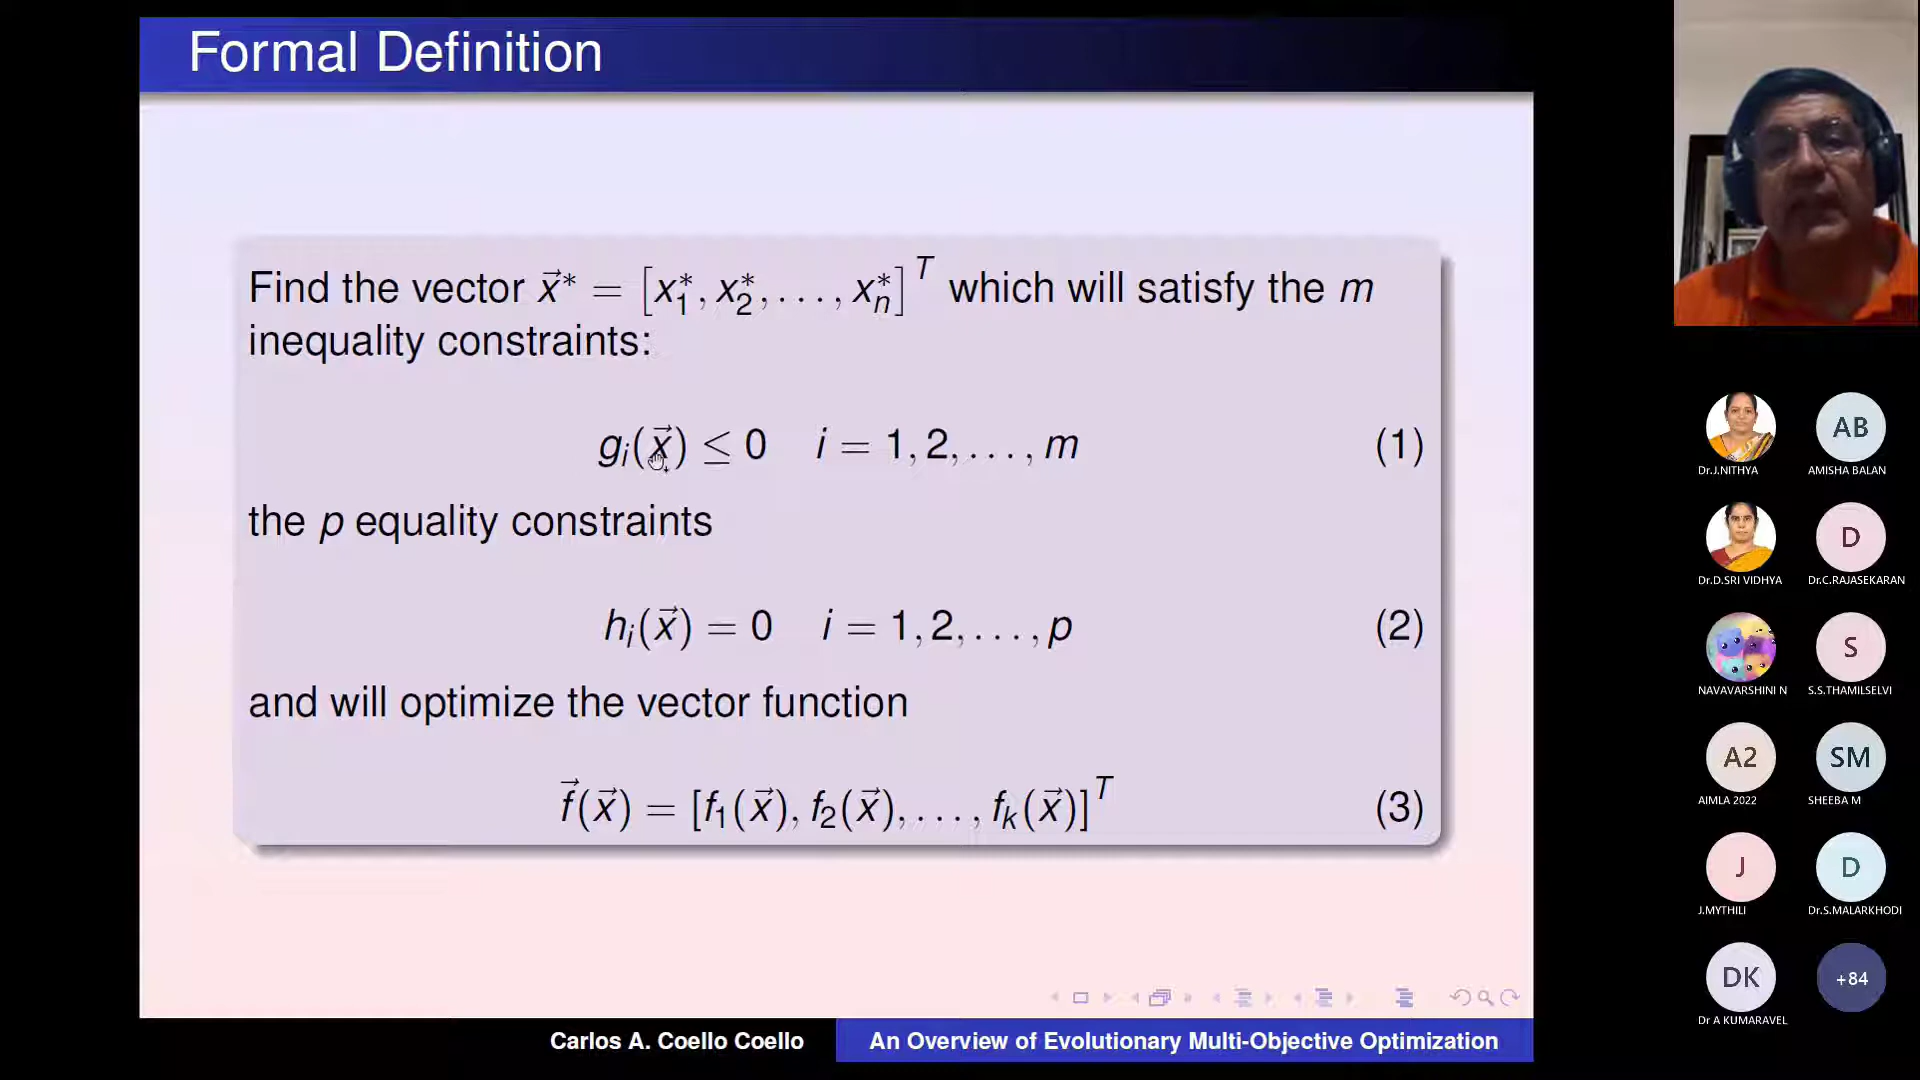 Formal Definition
Find the vector x⃗* = [x₁*, x₂*, . . . , xₙ*]ᵀ which will satisfy the m
inequality constraints:
gᵢ(x⃗) ≤ 0 i = 1, 2, . . . , m (1)
the p equality constraints
hᵢ(x⃗) = 0 i = 1, 2, . . . , p (2)
and will optimize the vector function
f⃗(x⃗) = [f₁(x⃗), f₂(x⃗), . . . , fₖ(x⃗)]ᵀ (3)
Carlos A. Coello Coello An Overview of Evolutionary Multi-Objective Optimization
AB
Dr.J.NITHYA AMISHA BALAN
D
Dr.D.SRI VIDHYA Dr.C.RAJASEKARAN
S
NAVAVARSHINI N S.S.THAMILSELVI
A2 SM
AIMLA 2022 SHEEBA M
J D
J.MYTHILI Dr.S.MALARKHODI
DK +84
Dr A KUMARAVEL